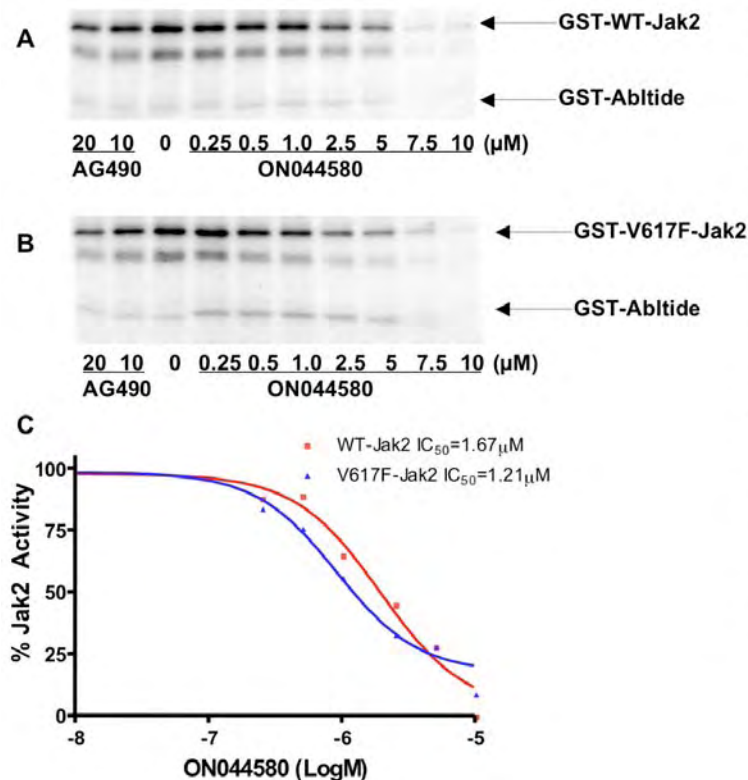 A
GST-WT-Jak2
GST-Abltide
20 10 0 0.25 0.5 1.0 2.5 5 7.5 10 (μM)
AG490 ON044580
B
GST-V617F-Jak2
GST-Abltide
20 10 0 0.25 0.5 1.0 2.5 5 7.5 10 (μM)
AG490 ON044580
C
WT-Jak2 IC50=1.67μM
V617F-Jak2 IC50=1.21μM
% Jak2 Activity
100
75
50
25
0
-8 -7 -6 -5
ON044580 (LogM)